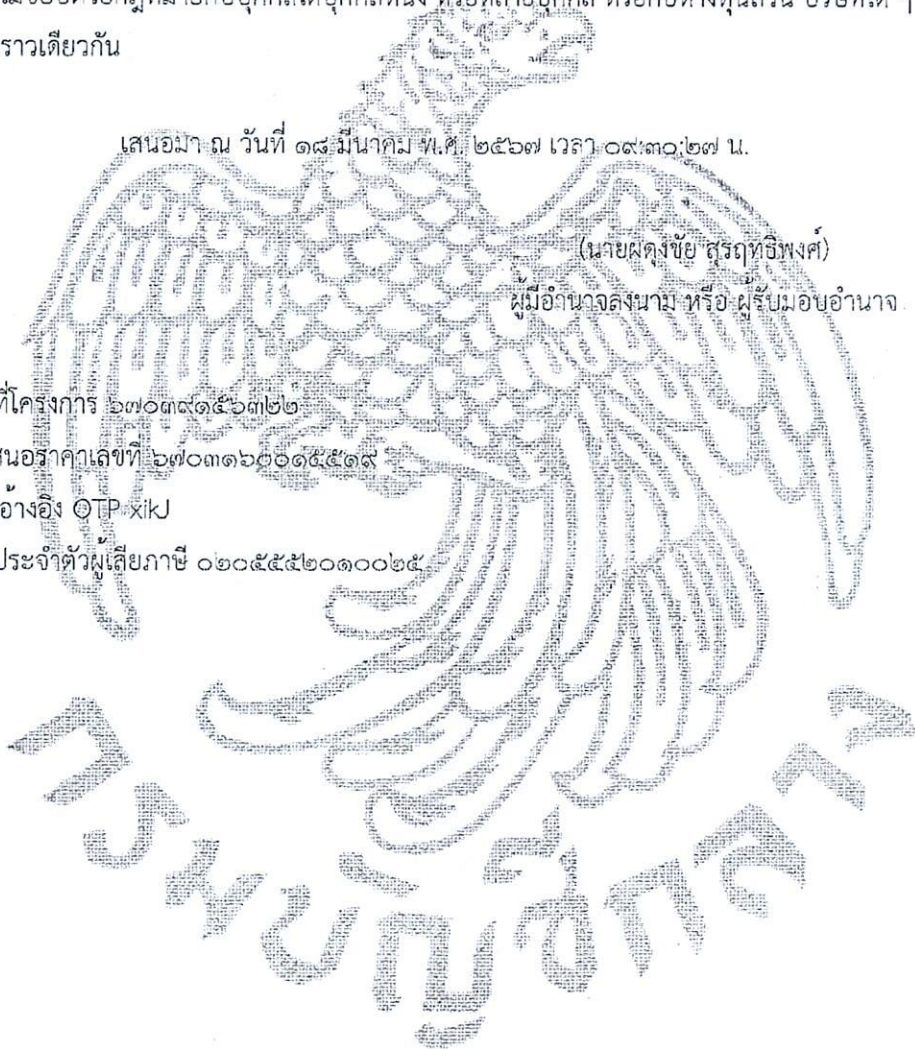 ราวเดียวกัน
เสนอมา ณ วันที่ ๑๘ มีนาคม พ.ศ. ๒๕๖๗ เวลา ๐๙:๓๐:๒๗ น.
(นายผดุงชัย สุรฤทธิพงศ์)
ผู้มีอำนาจลงนาม หรือ ผู้รับมอบอำนาจ
ที่โครงการ ๖๗๐๓๙๑๕๖๓๒๒
สนอราคาเลขที่ ๖๗๐๓๑๖๐๐๑๕๕๑๙
อ้างอิง OTP xikJ
ประจำตัวผู้เสียภาษี ๐๒๐๕๕๕๒๐๑๐๐๒๕
กรมบัญชีกลาง